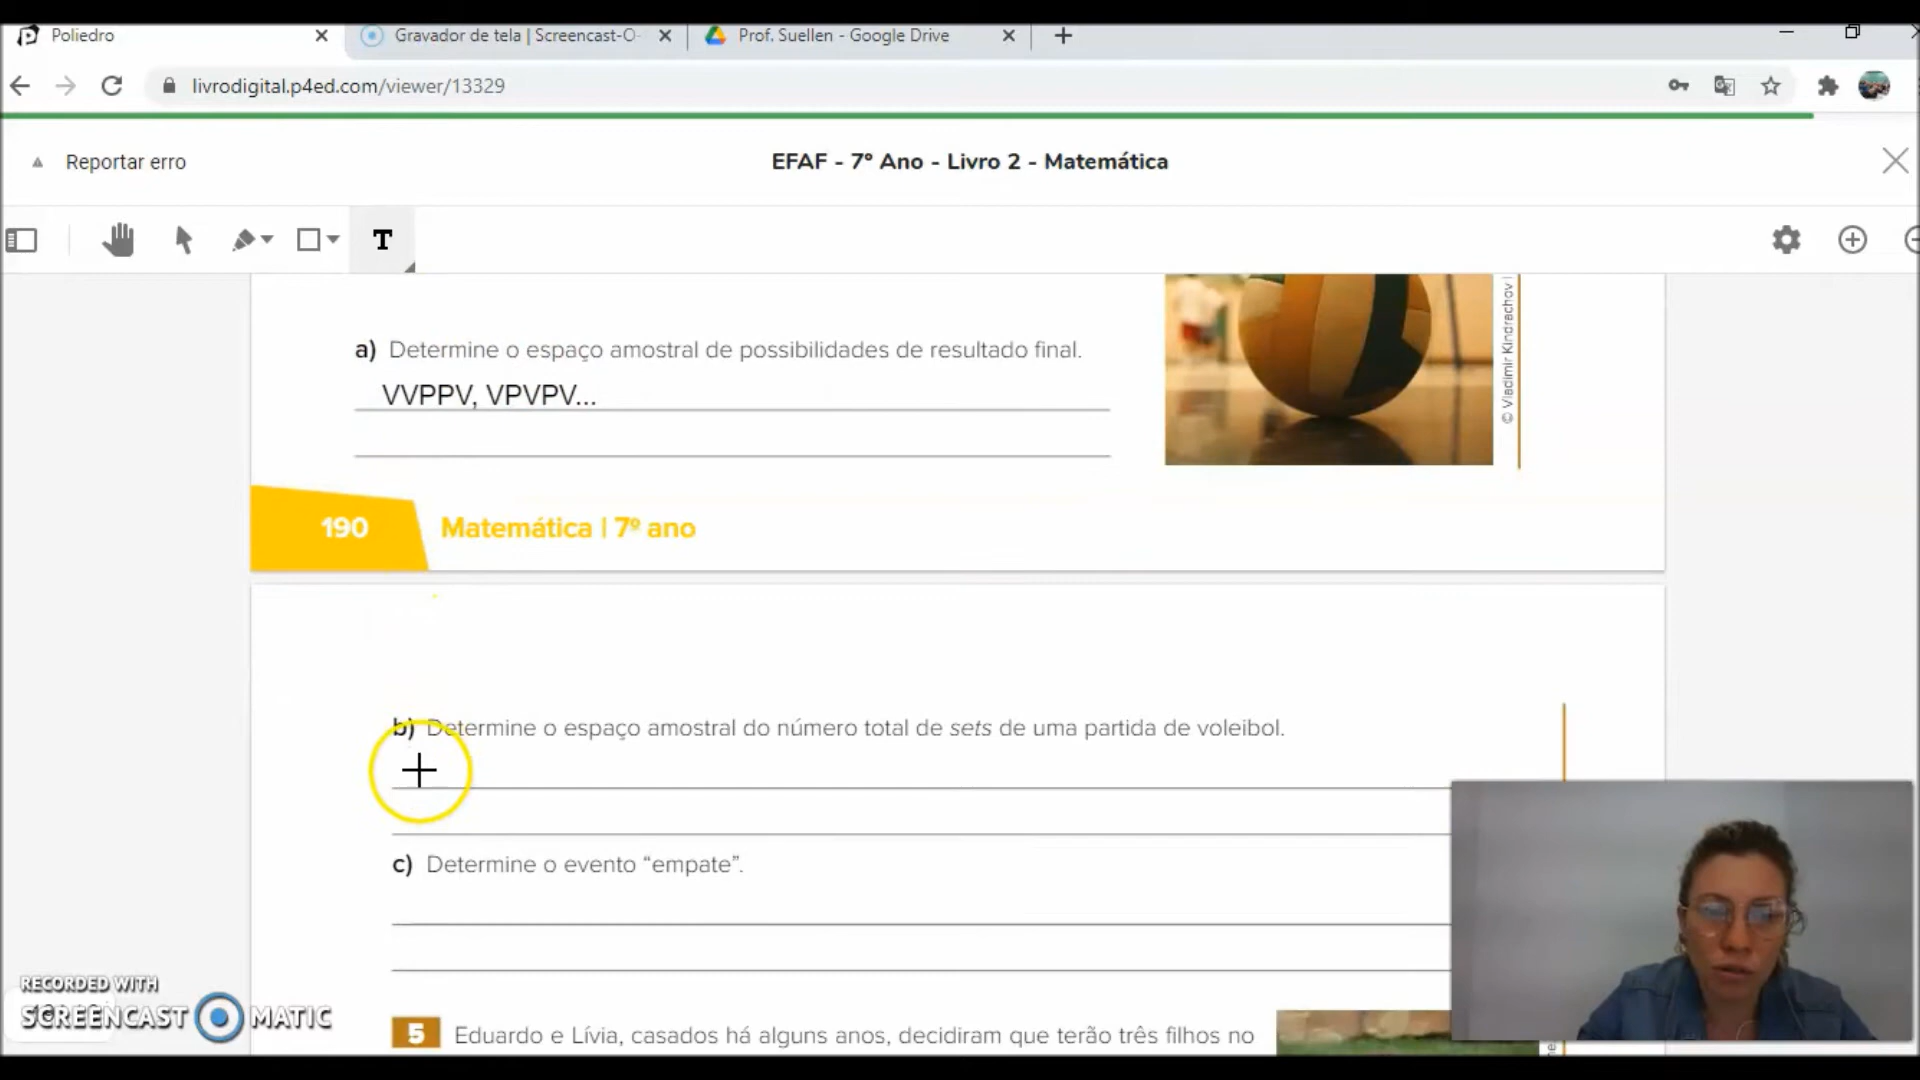 Poliedro
Gravador de tela | Screencast-O-
Prof. Suellen - Google Drive
livrodigital.p4ed.com/viewer/13329
Reportar erro
EFAF - 7º Ano - Livro 2 - Matemática
T
© Vladimir Kindrachov |
a) Determine o espaço amostral de possibilidades de resultado final.
VVPPV, VPVPV...
190 Matemática | 7º ano
b) Determine o espaço amostral do número total de sets de uma partida de voleibol.
c) Determine o evento “empate”.
RECORDED WITH
SCREENCAST MATIC
5 Eduardo e Lívia, casados há alguns anos, decidiram que terão três filhos no